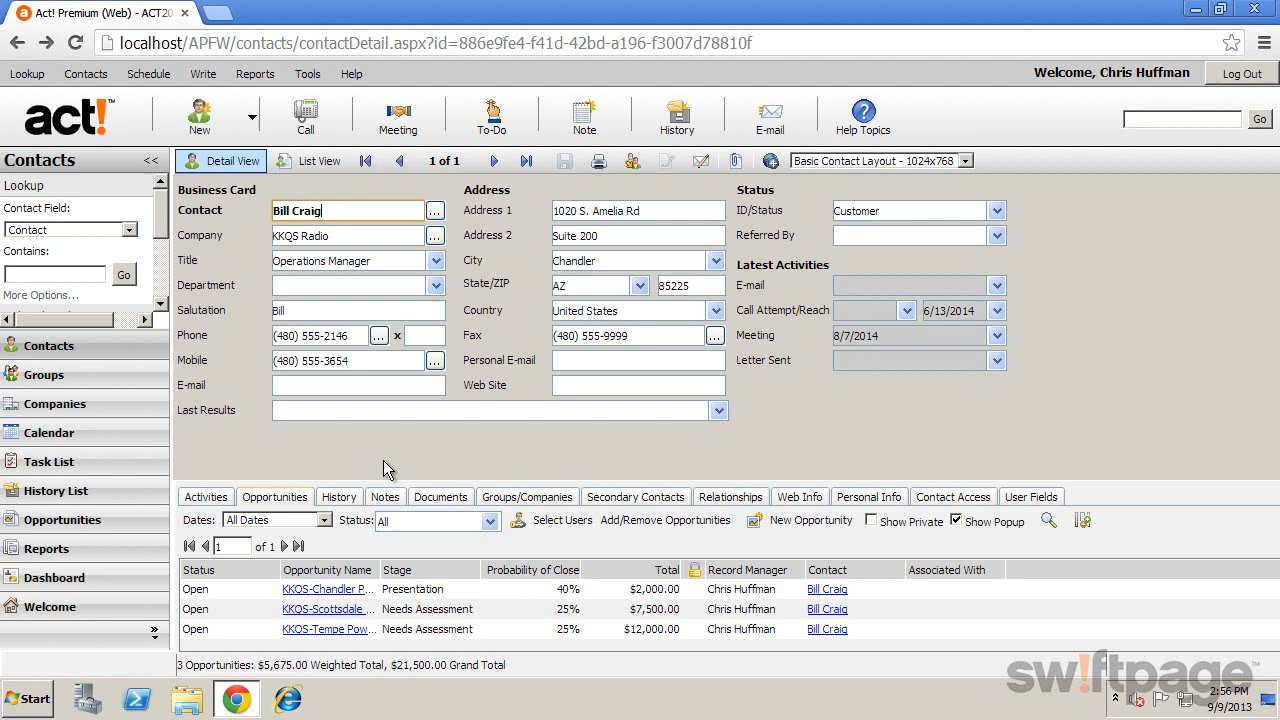 Act! Premium (Web) - ACT20
localhost/APFW/contacts/contactDetail.aspx?id=886e9fe4-f41d-42bd-a196-f3007d78810f
Lookup Contacts Schedule Write Reports Tools Help Welcome, Chris Huffman Log Out
act!™ New Call Meeting To-Do Note History E-mail Help Topics Go
Contacts << Detail View List View 1 of 1 Basic Contact Layout - 1024x768
Lookup
Contact Field:
Contact
Contains:
Go
More Options...
Contacts
Groups
Companies
Calendar
Task List
History List
Opportunities
Reports
Dashboard
Welcome
Business Card
Contact Bill Craig ...
Company KKQS Radio ...
Title Operations Manager
Department
Salutation Bill
Phone (480) 555-2146 ... x
Mobile (480) 555-3654 ...
E-mail
Last Results
Address
Address 1 1020 S. Amelia Rd
Address 2 Suite 200
City Chandler
State/ZIP AZ 85225
Country United States
Fax (480) 555-9999 ...
Personal E-mail
Web Site
Status
ID/Status Customer
Referred By
Latest Activities
E-mail
Call Attempt/Reach 6/13/2014
Meeting 8/7/2014
Letter Sent
Activities Opportunities History Notes Documents Groups/Companies Secondary Contacts Relationships Web Info Personal Info Contact Access User Fields
Dates: All Dates Status: All Select Users Add/Remove Opportunities New Opportunity Show Private Show Popup
1 of 1
Status Opportunity Name Stage Probability of Close Total Record Manager Contact Associated With
Open KKQS-Chandler P... Presentation 40% $2,000.00 Chris Huffman Bill Craig
Open KKQS-Scottsdale ... Needs Assessment 25% $7,500.00 Chris Huffman Bill Craig
Open KKQS-Tempe Pow... Needs Assessment 25% $12,000.00 Chris Huffman Bill Craig
3 Opportunities: $5,675.00 Weighted Total, $21,500.00 Grand Total
sw!ftpage
Start 2:56 PM
9/9/2013